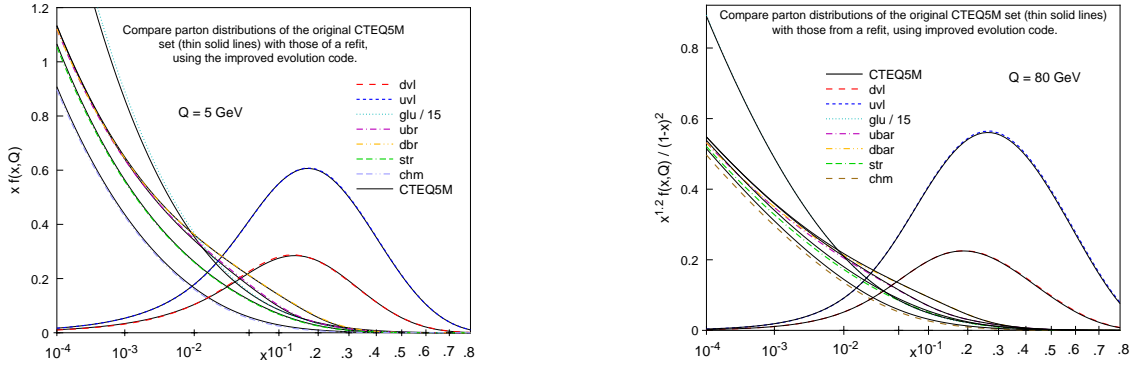 Compare parton distributions of the original CTEQ5M
set (thin solid lines) with those of a refit,
using the improved evolution code.
Q = 5 GeV
dvl
uvl
glu / 15
ubr
dbr
str
chm
CTEQ5M
x f(x,Q)
1.2
1
0.8
0.6
0.4
0.2
0
10-4 10-3 10-2 x10-1 .2 .3 .4 .5 .6 .7 .8
Compare parton distributions of the original CTEQ5M set (thin solid lines)
with those from a refit, using improved evolution code.
CTEQ5M
Q = 80 GeV
dvl
uvl
glu / 15
ubar
dbar
str
chm
x1.2 f(x,Q) / (1-x)2
0.8
0.6
0.4
0.2
0
10-4 10-3 10-2 x10-1 .2 .3 .4 .5 .6 .7 .8